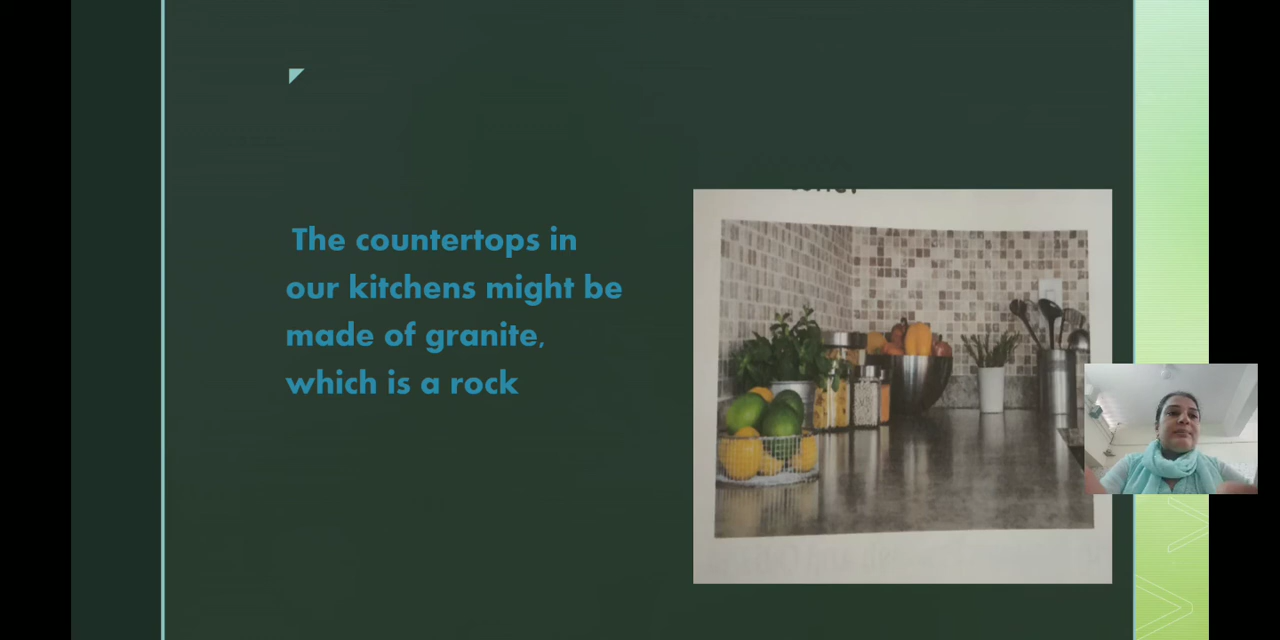 The countertops in
our kitchens might be
made of granite,
which is a rock